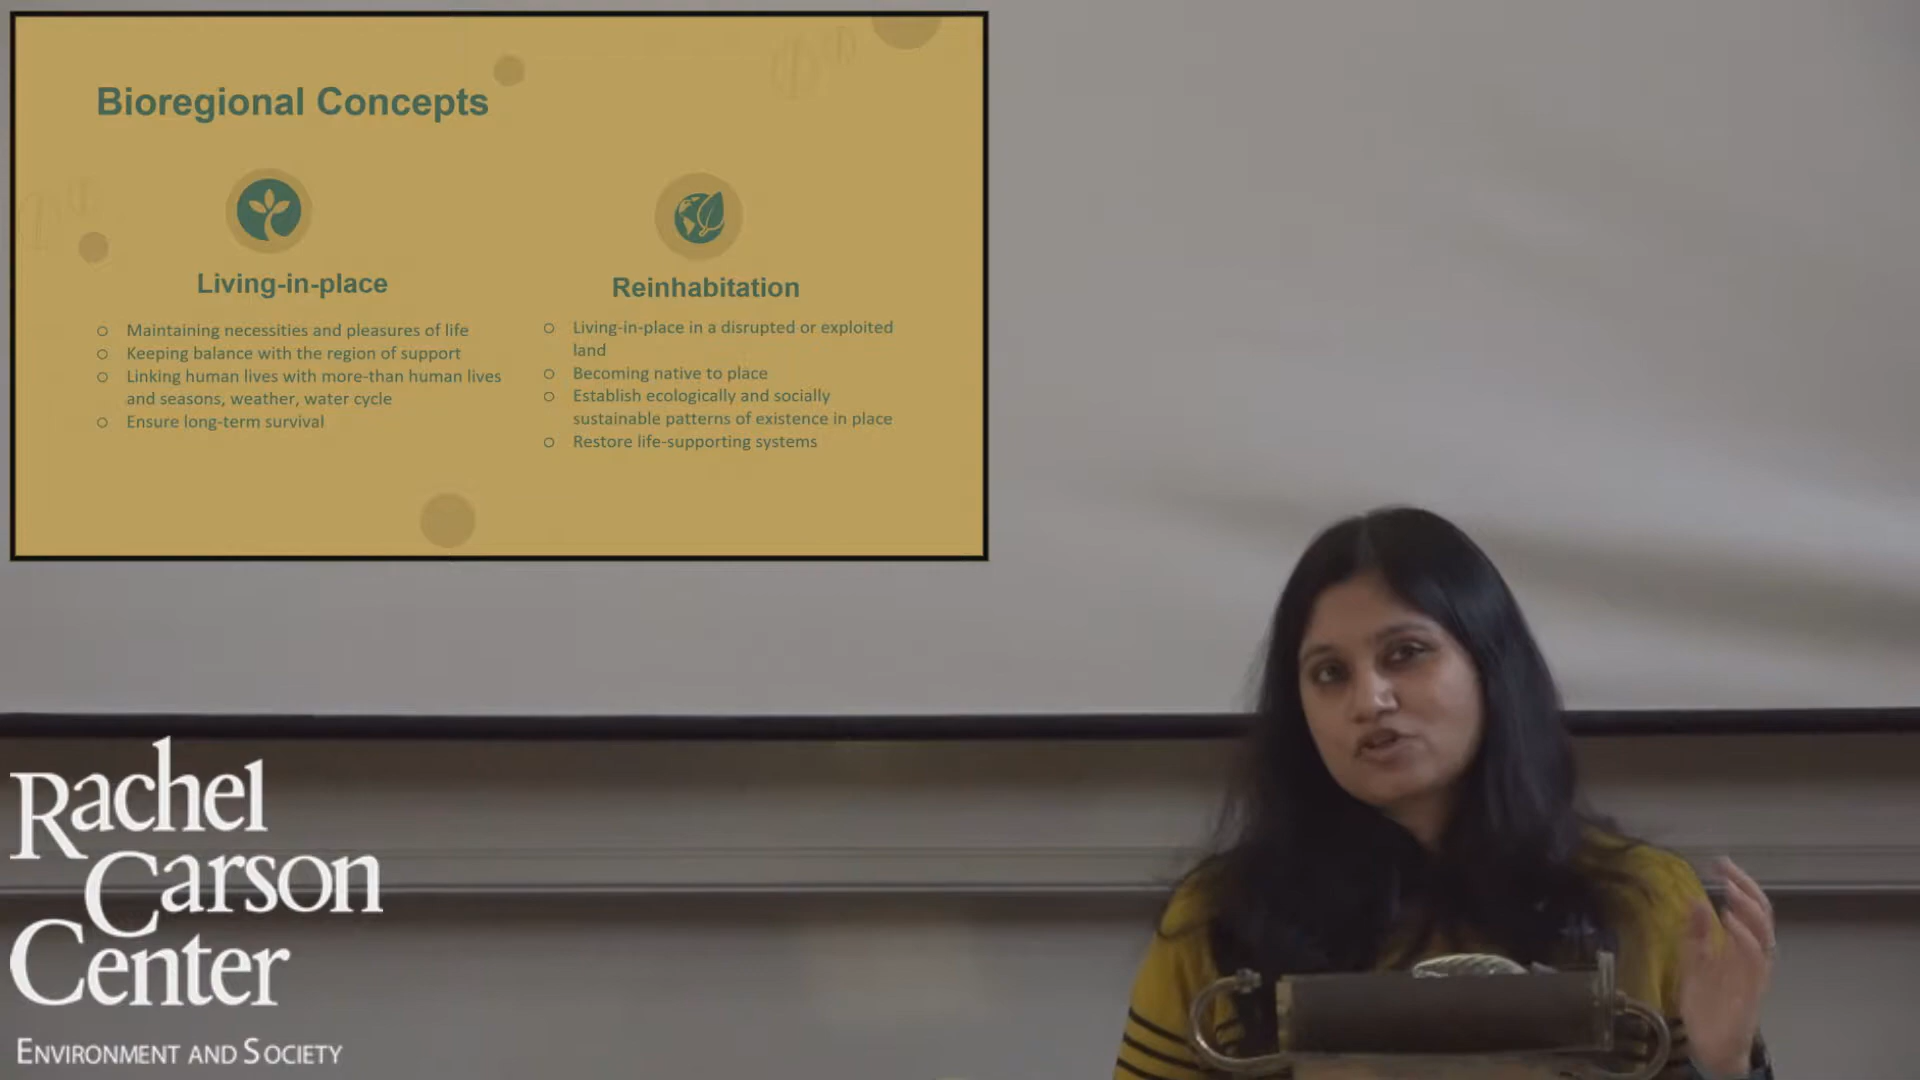 Bioregional Concepts
Living-in-place
Maintaining necessities and pleasures of life
Keeping balance with the region of support
Linking human lives with more-than human lives
and seasons, weather, water cycle
Ensure long-term survival
Reinhabitation
Living-in-place in a disrupted or exploited
land
Becoming native to place
Establish ecologically and socially
sustainable patterns of existence in place
Restore life-supporting systems
Rachel
Carson
Center
Environment and Society